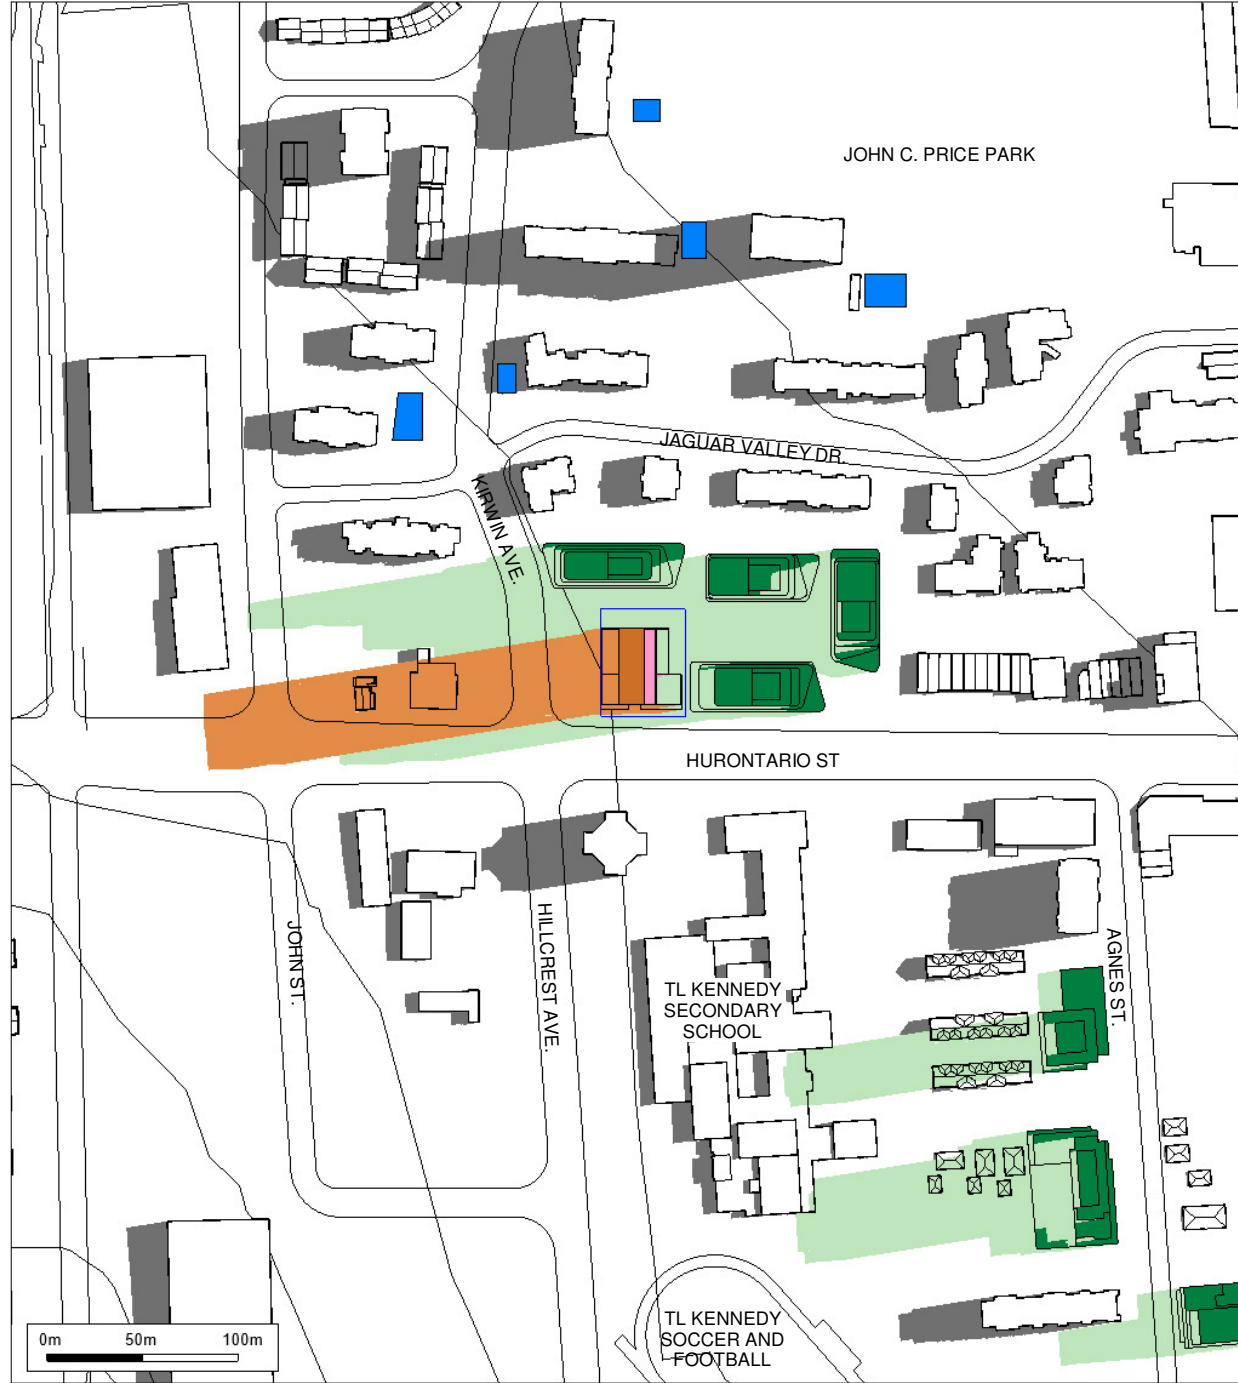 JOHN C. PRICE PARK
JAGUAR VALLEY DR.
KIRWIN AVE.
HURONTARIO ST
JOHN ST.
HILLCREST AVE.
TL KENNEDY
SECONDARY
SCHOOL
AGNES ST.
TL KENNEDY
SOCCER AND
FOOTBALL
0m 50m 100m